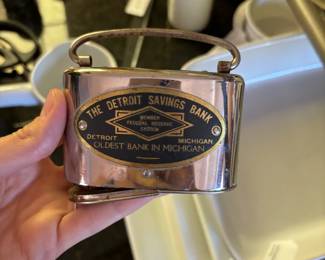 THE DETROIT SAVINGS BANK
MEMBER
FEDERAL RESERVE
SYSTEM
DETROIT MICHIGAN
OLDEST BANK IN MICHIGAN